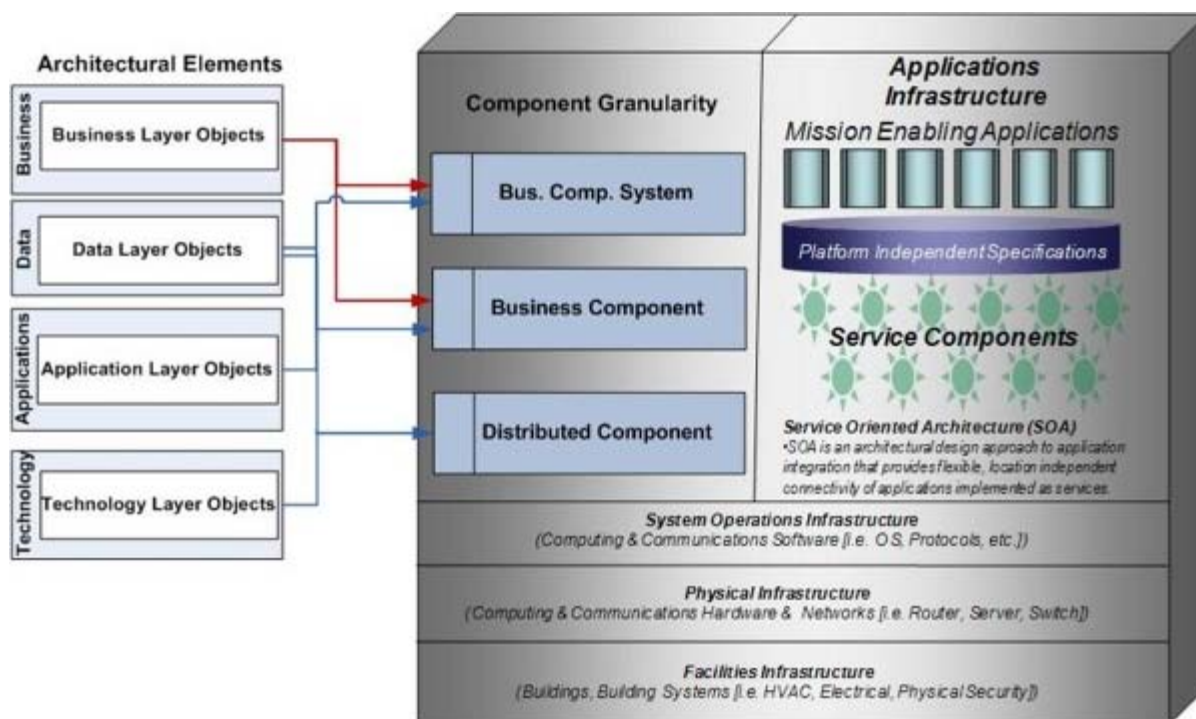 Architectural Elements
Business
Business Layer Objects
Data
Data Layer Objects
Applications
Application Layer Objects
Technology
Technology Layer Objects
Component Granularity
Bus. Comp. System
Business Component
Distributed Component
Applications
Infrastructure
Mission Enabling Applications
Platform Independent Specifications
Service Components
Service Oriented Architecture (SOA)
•SOA is an architectural design approach to application
integration that provides flexible, location independent
connectivity of applications implemented as services.
System Operations Infrastructure
(Computing & Communications Software [i.e. OS, Protocols, etc.])
Physical Infrastructure
(Computing & Communications Hardware & Networks [i.e. Router, Server, Switch])
Facilities Infrastructure
(Buildings, Building Systems [i.e. HVAC, Electrical, Physical Security])